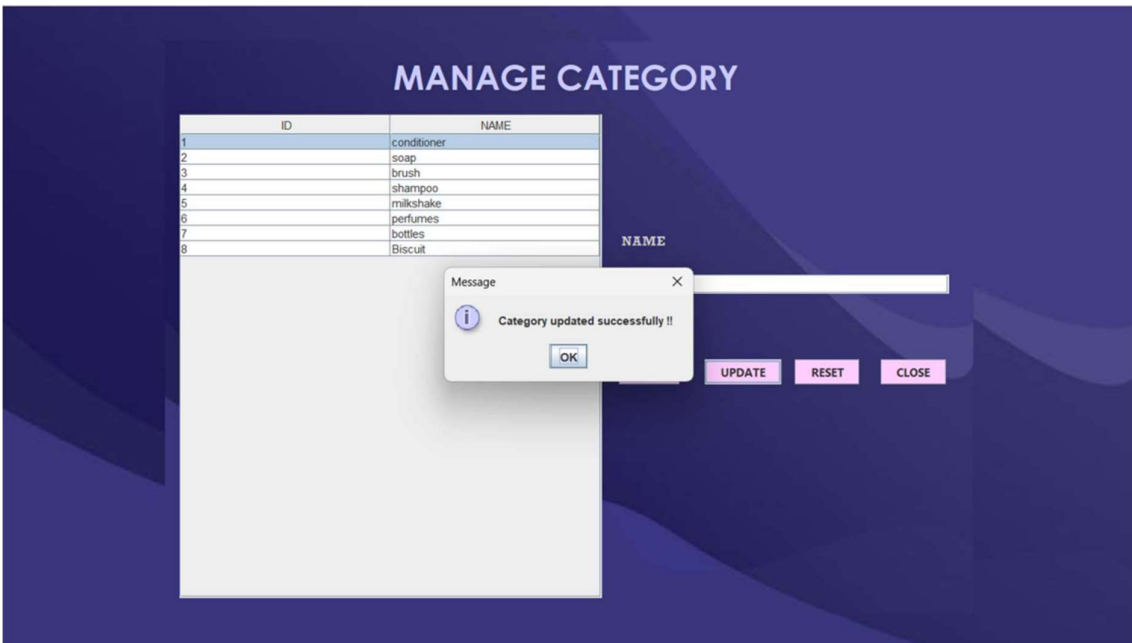 MANAGE CATEGORY
ID NAME
1 conditioner
2 soap
3 brush
4 shampoo
5 milkshake
6 perfumes
7 bottles
8 Biscuit
NAME
Message
Category updated successfully !!
OK
UPDATE RESET CLOSE